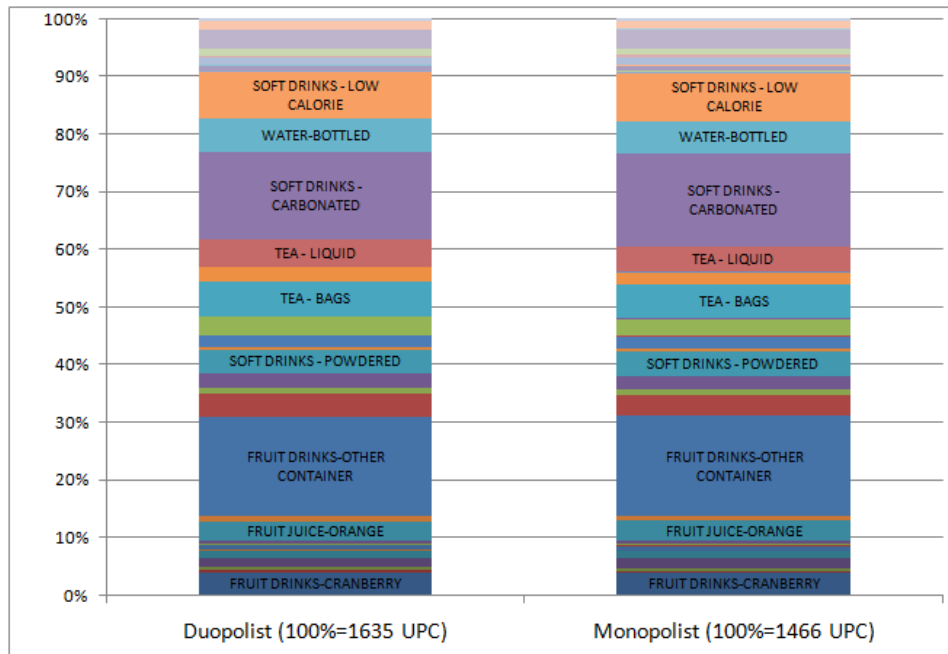 100%
90%
80%
70%
60%
50%
40%
30%
20%
10%
0%
SOFT DRINKS - LOW
CALORIE
WATER-BOTTLED
SOFT DRINKS -
CARBONATED
TEA - LIQUID
TEA - BAGS
SOFT DRINKS - POWDERED
FRUIT DRINKS-OTHER
CONTAINER
FRUIT JUICE-ORANGE
FRUIT DRINKS-CRANBERRY
SOFT DRINKS - LOW
CALORIE
WATER-BOTTLED
SOFT DRINKS -
CARBONATED
TEA - LIQUID
TEA - BAGS
SOFT DRINKS - POWDERED
FRUIT DRINKS-OTHER
CONTAINER
FRUIT JUICE-ORANGE
FRUIT DRINKS-CRANBERRY
Duopolist (100%=1635 UPC)
Monopolist (100%=1466 UPC)